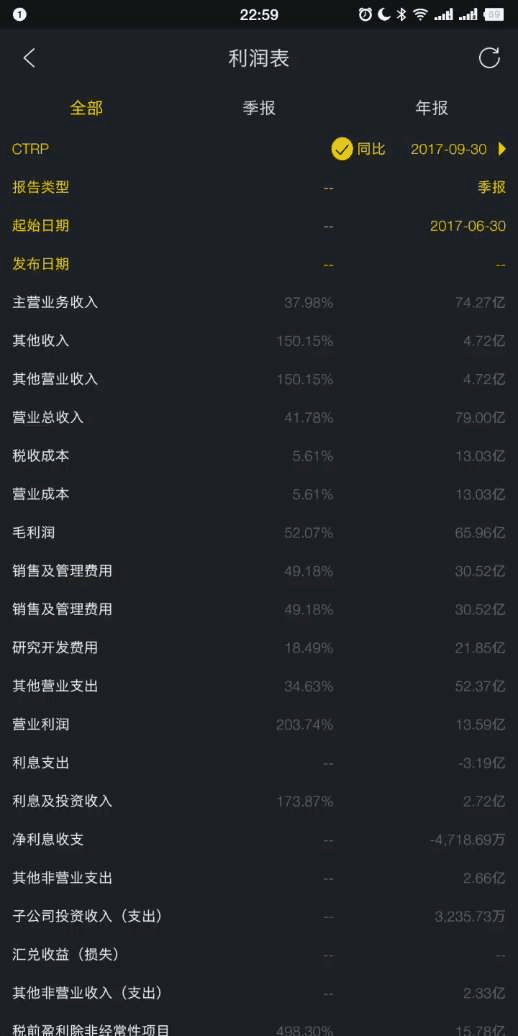 1 22:59 59
利润表
全部 季报 年报
CTRP 同比 2017-09-30
报告类型 -- 季报
起始日期 -- 2017-06-30
发布日期 -- --
主营业务收入 37.98% 74.27亿
其他收入 150.15% 4.72亿
其他营业收入 150.15% 4.72亿
营业总收入 41.78% 79.00亿
税收成本 5.61% 13.03亿
营业成本 5.61% 13.03亿
毛利润 52.07% 65.96亿
销售及管理费用 49.18% 30.52亿
销售及管理费用 49.18% 30.52亿
研究开发费用 18.49% 21.85亿
其他营业支出 34.63% 52.37亿
营业利润 203.74% 13.59亿
利息支出 -- -3.19亿
利息及投资收入 173.87% 2.72亿
净利息收支 -- -4,718.69万
其他非营业支出 -- 2.66亿
子公司投资收入（支出） -- 3,235.73万
汇兑收益（损失） -- --
其他非营业收入（支出） -- 2.33亿
税前盈利除非经常性项目 498.30% 15.78亿